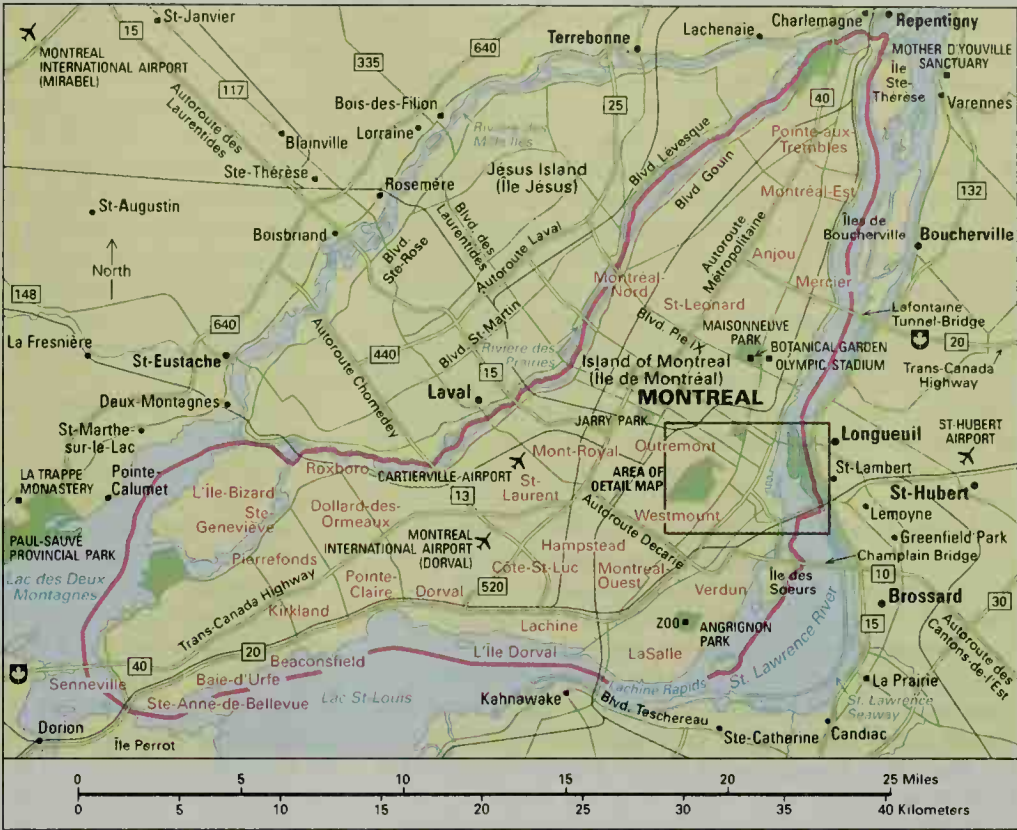 St-Janvier
Charlemagne
Repentigny
15
MONTREAL
INTERNATIONAL AIRPORT
(MIRABEL)
640
Terrebonne
Lachenaie
MOTHER D'YOUVILLE
SANCTUARY
335
Île
Ste-
Thérèse
117
Bois-des-Filion
25
40
Varennes
Autoroute des
Laurentides
Blainville
Lorraine
Rivière des
Mille Iles
Blvd. Lévesque
Pointe-aux-
Trembles
Ste-Thérèse
Jésus Island
(Île Jésus)
Blvd. Gouin
Rosemère
Montréal-Est
132
St-Augustin
Blvd. des
Laurentides
Îles de
Boucherville
Boisbriand
Blvd.
Ste-Rose
Autoroute Laval
Autoroute
Métropolitaine
Anjou
Boucherville
North
Montreal-
Nord
Mercier
148
St-Leonard
Lafontaine
Tunnel-Bridge
640
Autoroute Chomedey
Blvd. St-Martin
Blvd. Pie IX
MAISONNEUVE
PARK
20
La Fresnière
St-Eustache
440
Rivière des
Prairies
BOTANICAL GARDEN
OLYMPIC STADIUM
Trans-Canada
Highway
15
Island of Montreal
(Île de Montréal)
Deux-Montagnes
Laval
MONTREAL
St-Marthe-
sur-le-Lac
JARRY PARK
Longueuil
ST-HUBERT
AIRPORT
LA TRAPPE
MONASTERY
Pointe-
Calumet
Roxboro
CARTIERVILLE-AIRPORT
Mont-Royal
Outremont
AREA OF
DETAIL MAP
St-Lambert
L'Île-Bizard
Ste-
Geneviève
Dollard-des-
Ormeaux
13
St-
Laurent
St-Hubert
Westmount
Lemoyne
PAUL-SAUVÉ
PROVINCIAL PARK
Pierrefonds
MONTREAL
INTERNATIONAL AIRPORT
(DORVAL)
Autoroute Decarie
Hampstead
Greenfield Park
Lac des Deux
Montagnes
Côte-St-Luc
Montreal-
Ouest
Champlain Bridge
Trans-Canada Highway
Pointe-
Claire
Dorval
520
Île des
Soeurs
10
Kirkland
Verdun
Brossard
30
Lachine
ZOO
ANGRIGNON
PARK
15
St. Lawrence River
Autoroute des
Cantons-de-
l'Est
20
40
Beaconsfield
L'Île Dorval
LaSalle
Senneville
Baie-d'Urfe
La Prairie
Ste-Anne-de-Bellevue
Lac St-Louis
Kahnawake
Lachine Rapids
St. Lawrence
Seaway
Blvd. Taschereau
Dorion
Île Perrot
Ste-Catherine
Candiac
0 5 10 15 20 25 Miles
0 5 10 15 20 25 30 35 40 Kilometers